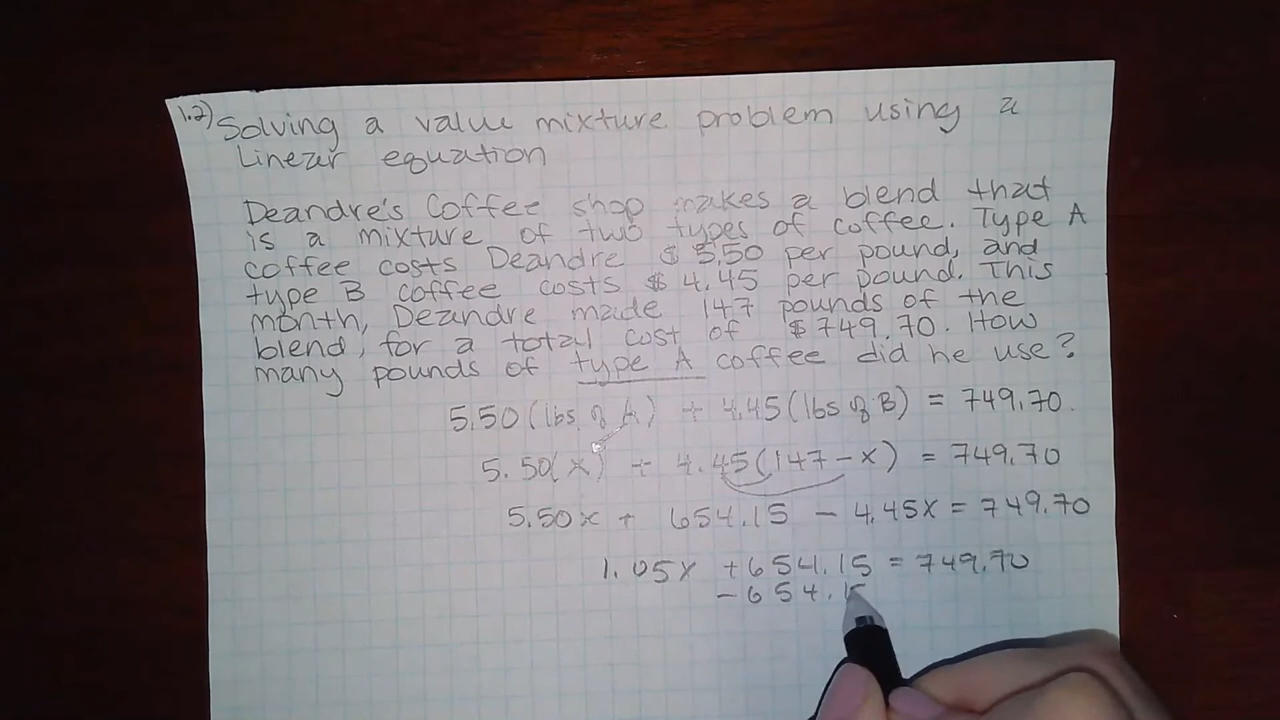 1.2) Solving a value mixture problem using a
Linear equation
Deandre's Coffee shop makes a blend that
is a mixture of two types of coffee. Type A
coffee costs Deandre $5.50 per pound, and
type B coffee costs $4.45 per pound. This
month, Deandre made 147 pounds of the
blend, for a total cost of $749.70. How
many pounds of type A coffee did he use?
5.50(lbs of A) + 4.45(lbs of B) = 749.70.
5.50(x) + 4.45(147-x) = 749.70
5.50x + 654.15 - 4.45x = 749.70
1.05x + 654.15 = 749.70
-654.15